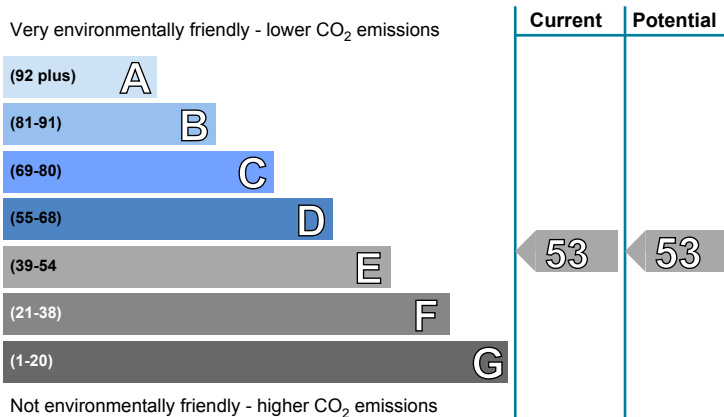 Very environmentally friendly - lower CO₂ emissions
Current Potential
(92 plus) A
(81-91) B
(69-80) C
(55-68) D
(39-54 E
53 53
(21-38) F
(1-20) G
Not environmentally friendly - higher CO₂ emissions